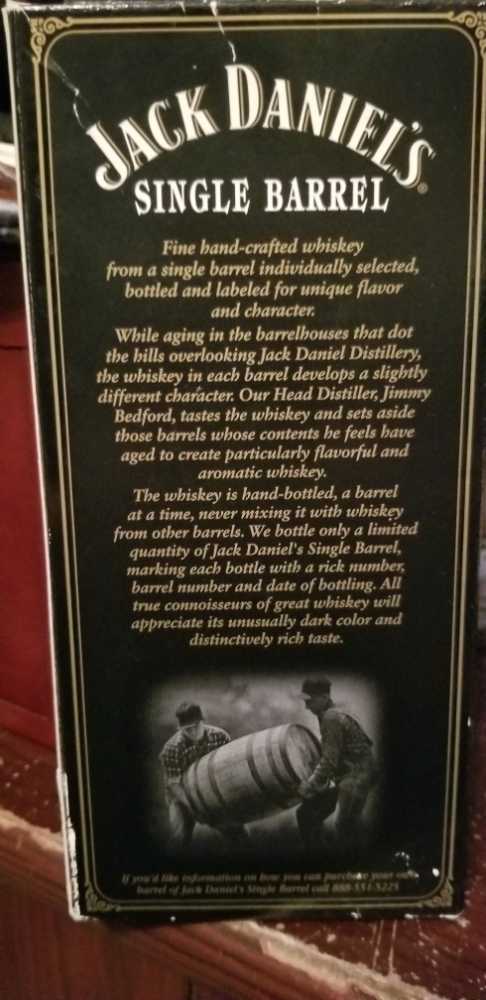 JACK DANIEL'S®
SINGLE BARREL
Fine hand-crafted whiskey
from a single barrel individually selected,
bottled and labeled for unique flavor
and character.
While aging in the barrelhouses that dot
the hills overlooking Jack Daniel Distillery,
the whiskey in each barrel develops a slightly
different character. Our Head Distiller, Jimmy
Bedford, tastes the whiskey and sets aside
those barrels whose contents he feels have
aged to create particularly flavorful and
aromatic whiskey.
The whiskey is hand-bottled, a barrel
at a time, never mixing it with whiskey
from other barrels. We bottle only a limited
quantity of Jack Daniel's Single Barrel,
marking each bottle with a rick number,
barrel number and date of bottling. All
true connoisseurs of great whiskey will
appreciate its unusually dark color and
distinctively rich taste.
If you'd like information on how you can purchase your own
barrel of Jack Daniel's Single Barrel call 888-551-5225